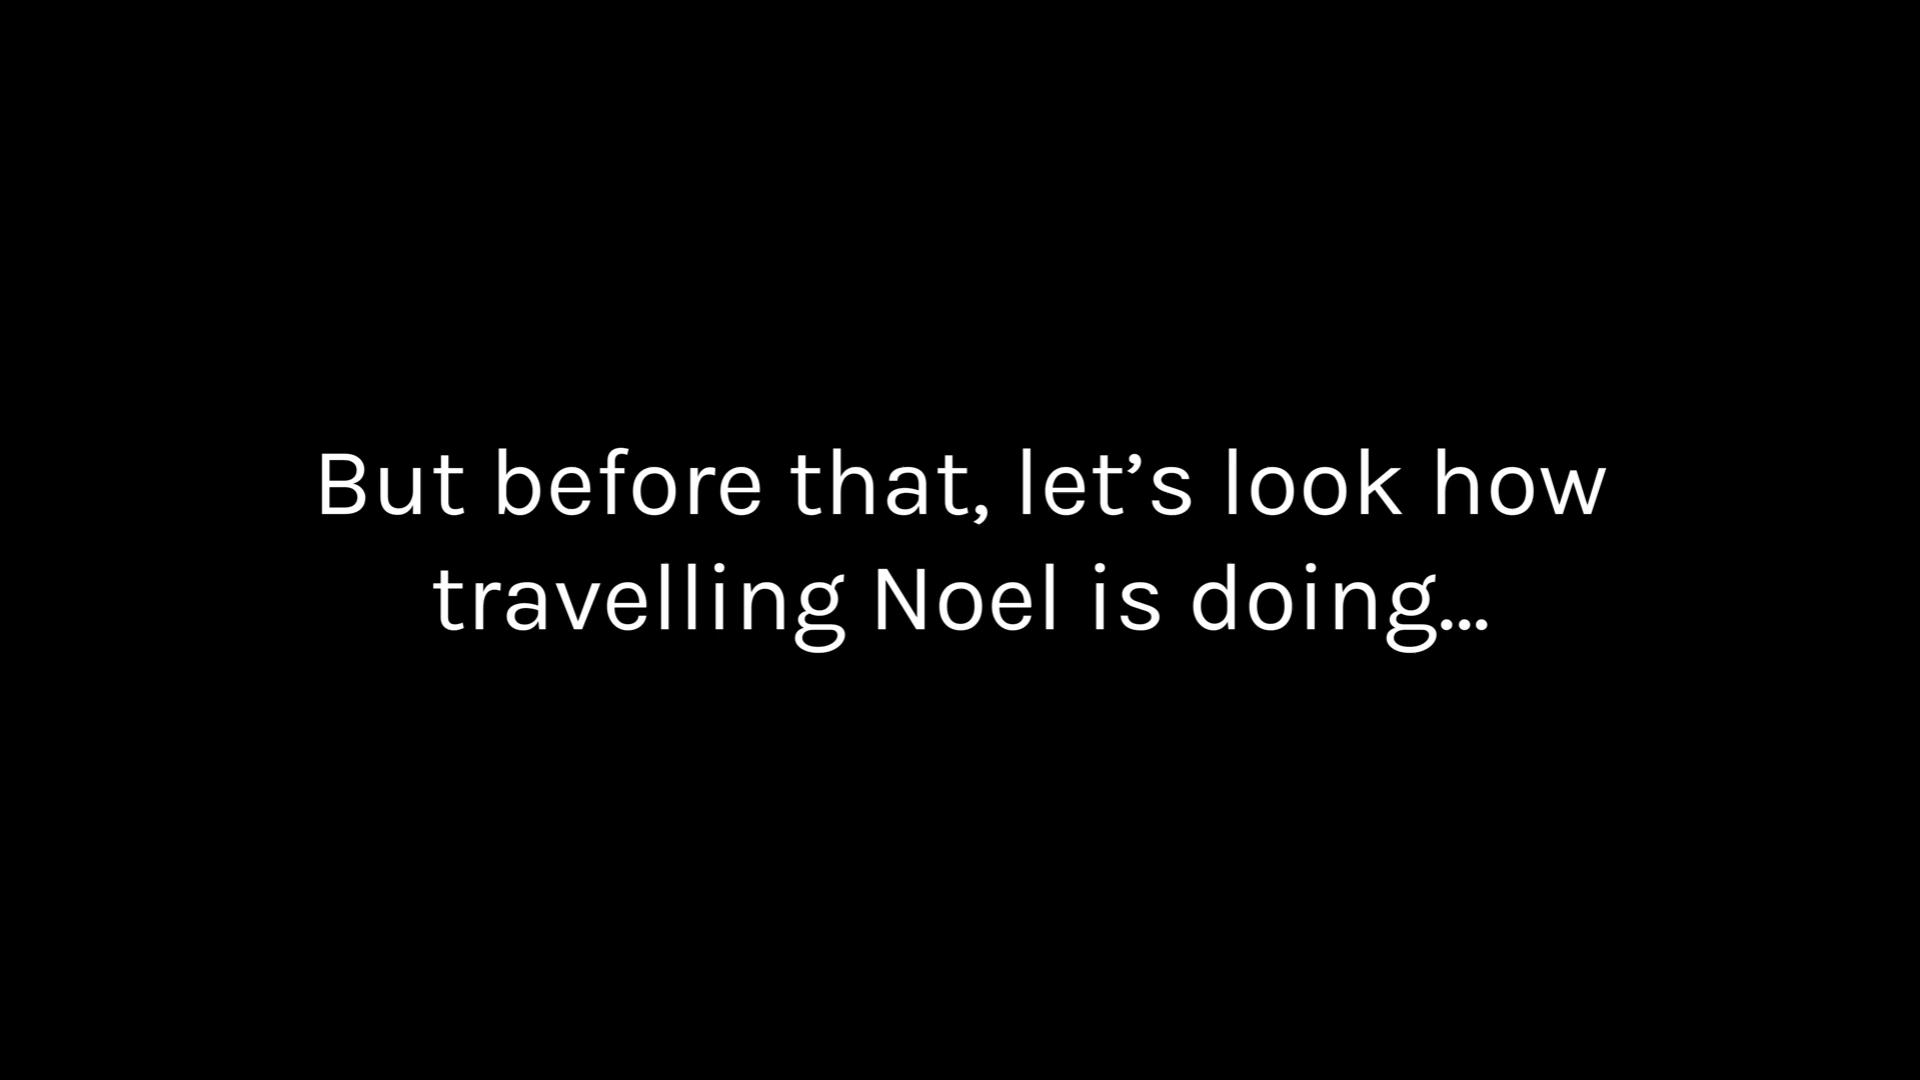 But before that, let’s look how
travelling Noel is doing…